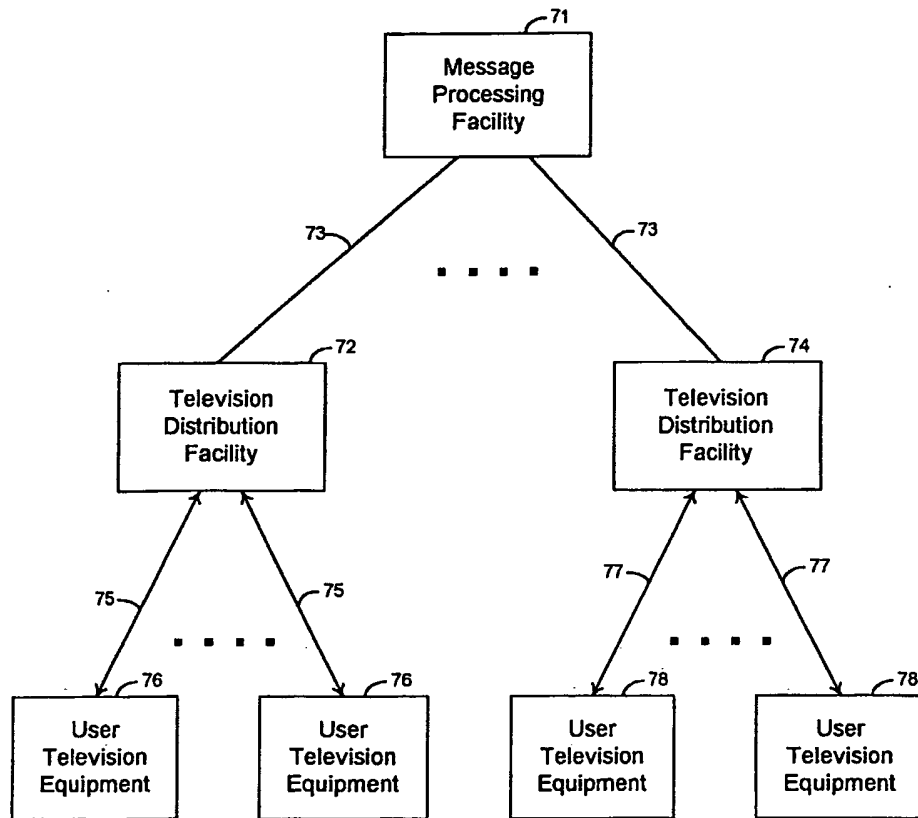 71
Message
Processing
Facility
73
73
72
74
Television
Distribution
Facility
Television
Distribution
Facility
75
75
77
77
76
76
78
78
User
Television
Equipment
User
Television
Equipment
User
Television
Equipment
User
Television
Equipment